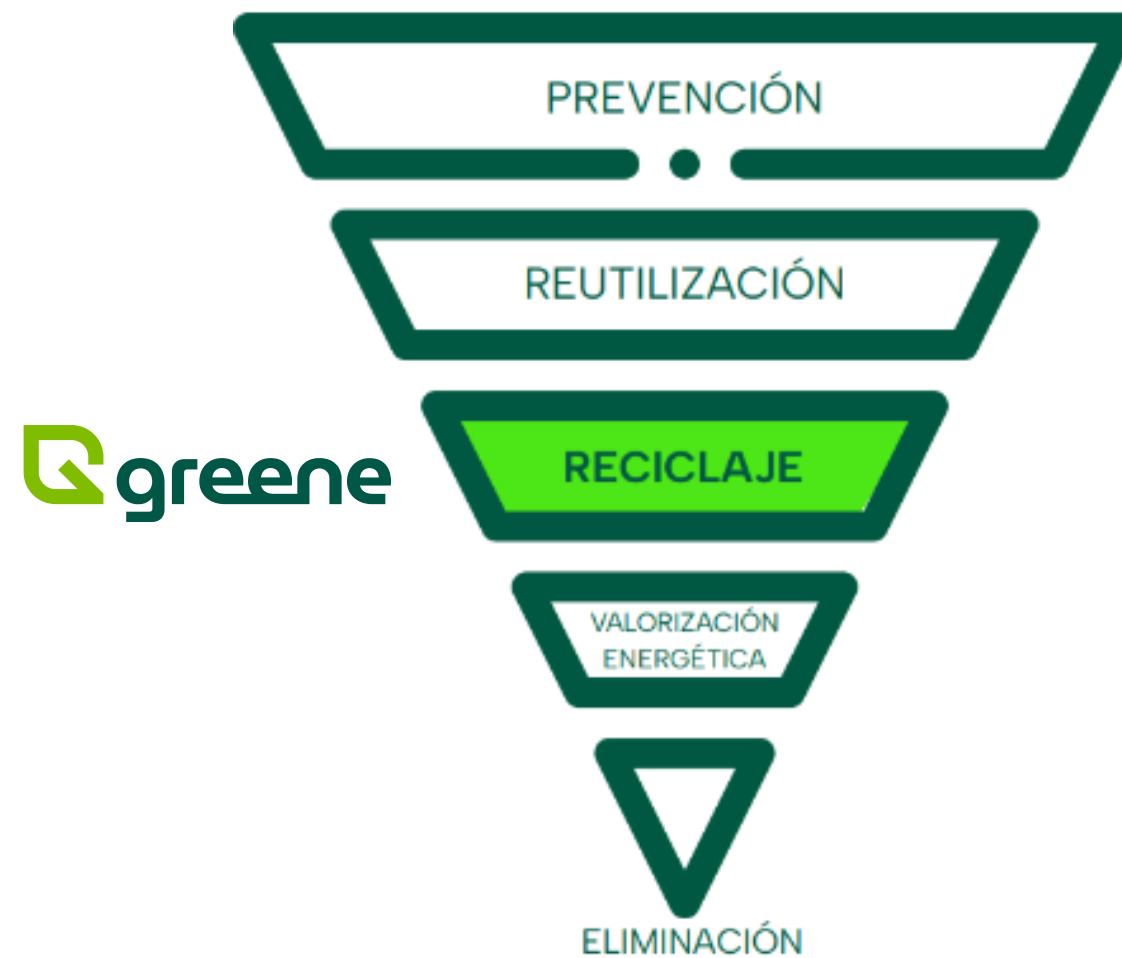 PREVENCIÓN
REUTILIZACIÓN
greene
RECICLAJE
VALORIZACIÓN
ENERGÉTICA
ELIMINACIÓN